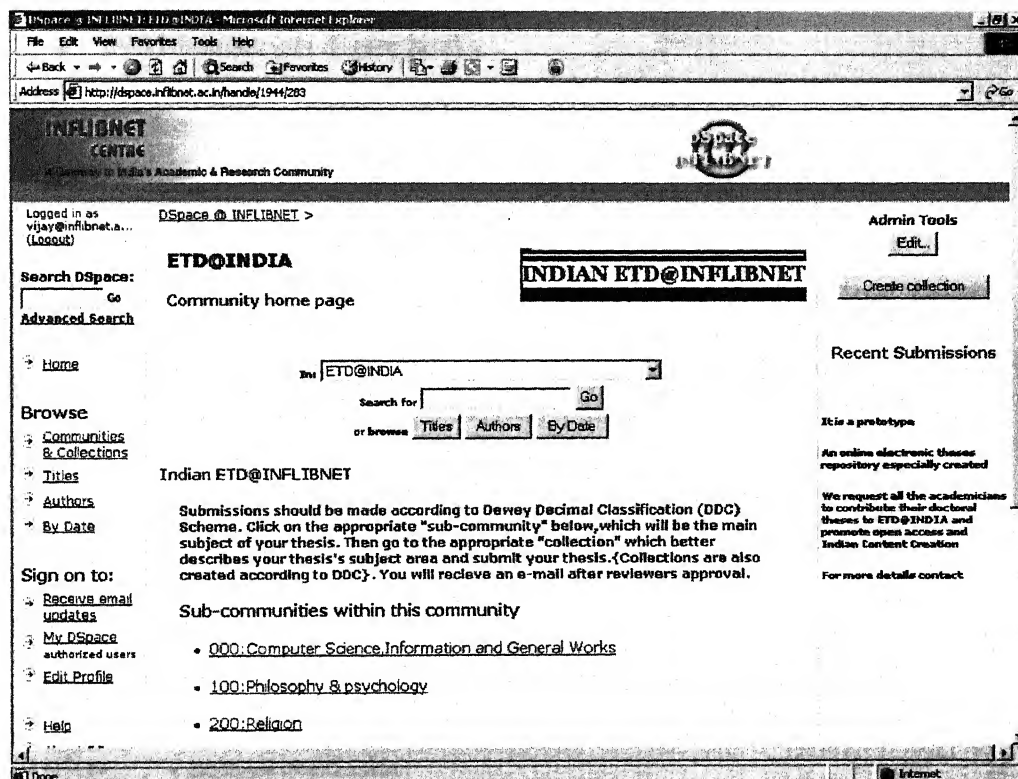 DSpace @ INFLIBNET: ETD@INDIA - Microsoft Internet Explorer
File Edit View Favorites Tools Help
Back Search Favorites History
Address http://dspace.inflibnet.ac.in/handle/1944/283 Go
INFLIBNET
CENTRE
A Gateway to India's Academic & Research Community
DSpace
INFLIBNET
Logged in as
vijay@inflibnet.a...
(Logout)
Search DSpace:
Go
Advanced Search
Home
Browse
Communities
& Collections
Titles
Authors
By Date
Sign on to:
Receive email
updates
My DSpace
authorized users
Edit Profile
Help
DSpace @ INFLIBNET >
ETD@INDIA
Community home page
INDIAN ETD@INFLIBNET
In: ETD@INDIA
Search for Go
or browse Titles Authors By Date
Indian ETD@INFLIBNET
Submissions should be made according to Dewey Decimal Classification (DDC)
Scheme. Click on the appropriate "sub-community" below,which will be the main
subject of your thesis. Then go to the appropriate "collection" which better
describes your thesis's subject area and submit your thesis.{Collections are also
created according to DDC}. You will recieve an e-mail after reviewers approval.
Sub-communities within this community
• 000:Computer Science,Information and General Works
• 100:Philosophy & psychology
• 200:Religion
Admin Tools
Edit...
Create collection
Recent Submissions
It is a prototype
An online electronic theses
repository especially created
We request all the academicians
to contribute their doctoral
theses to ETD@INDIA and
promote open access and
Indian Content Creation
For more details contact
Done Internet